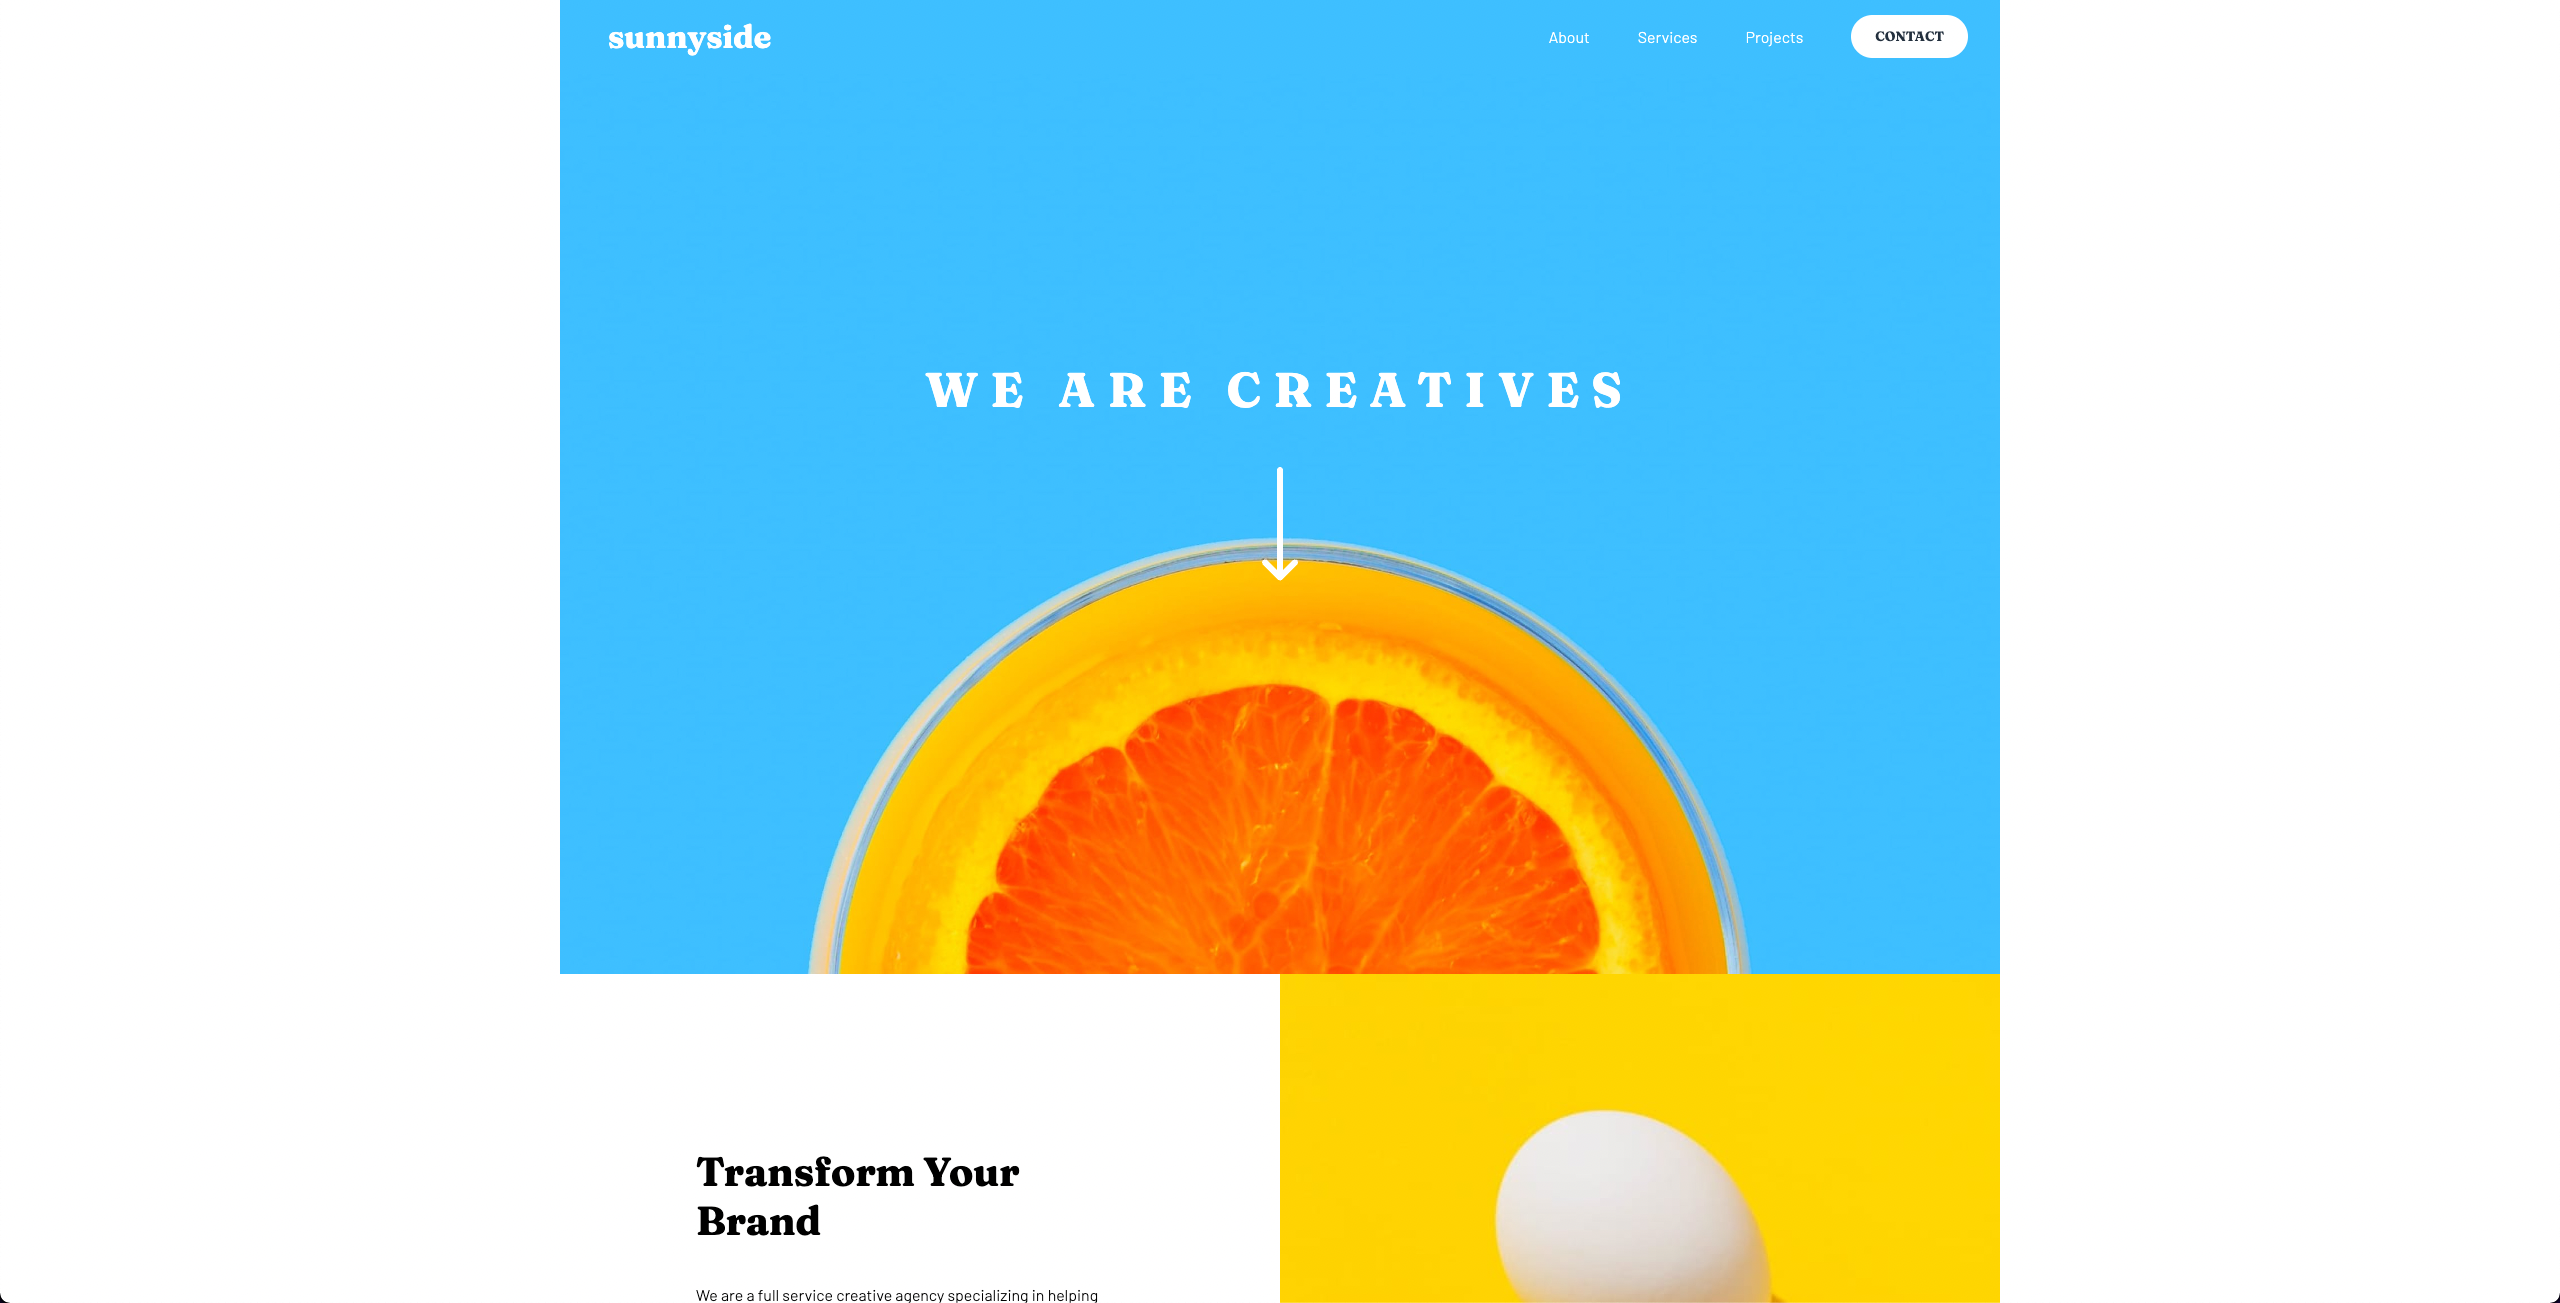 sunnyside
About Services Projects CONTACT
WE ARE CREATIVES
Transform Your
Brand
We are a full service creative agency specializing in helping